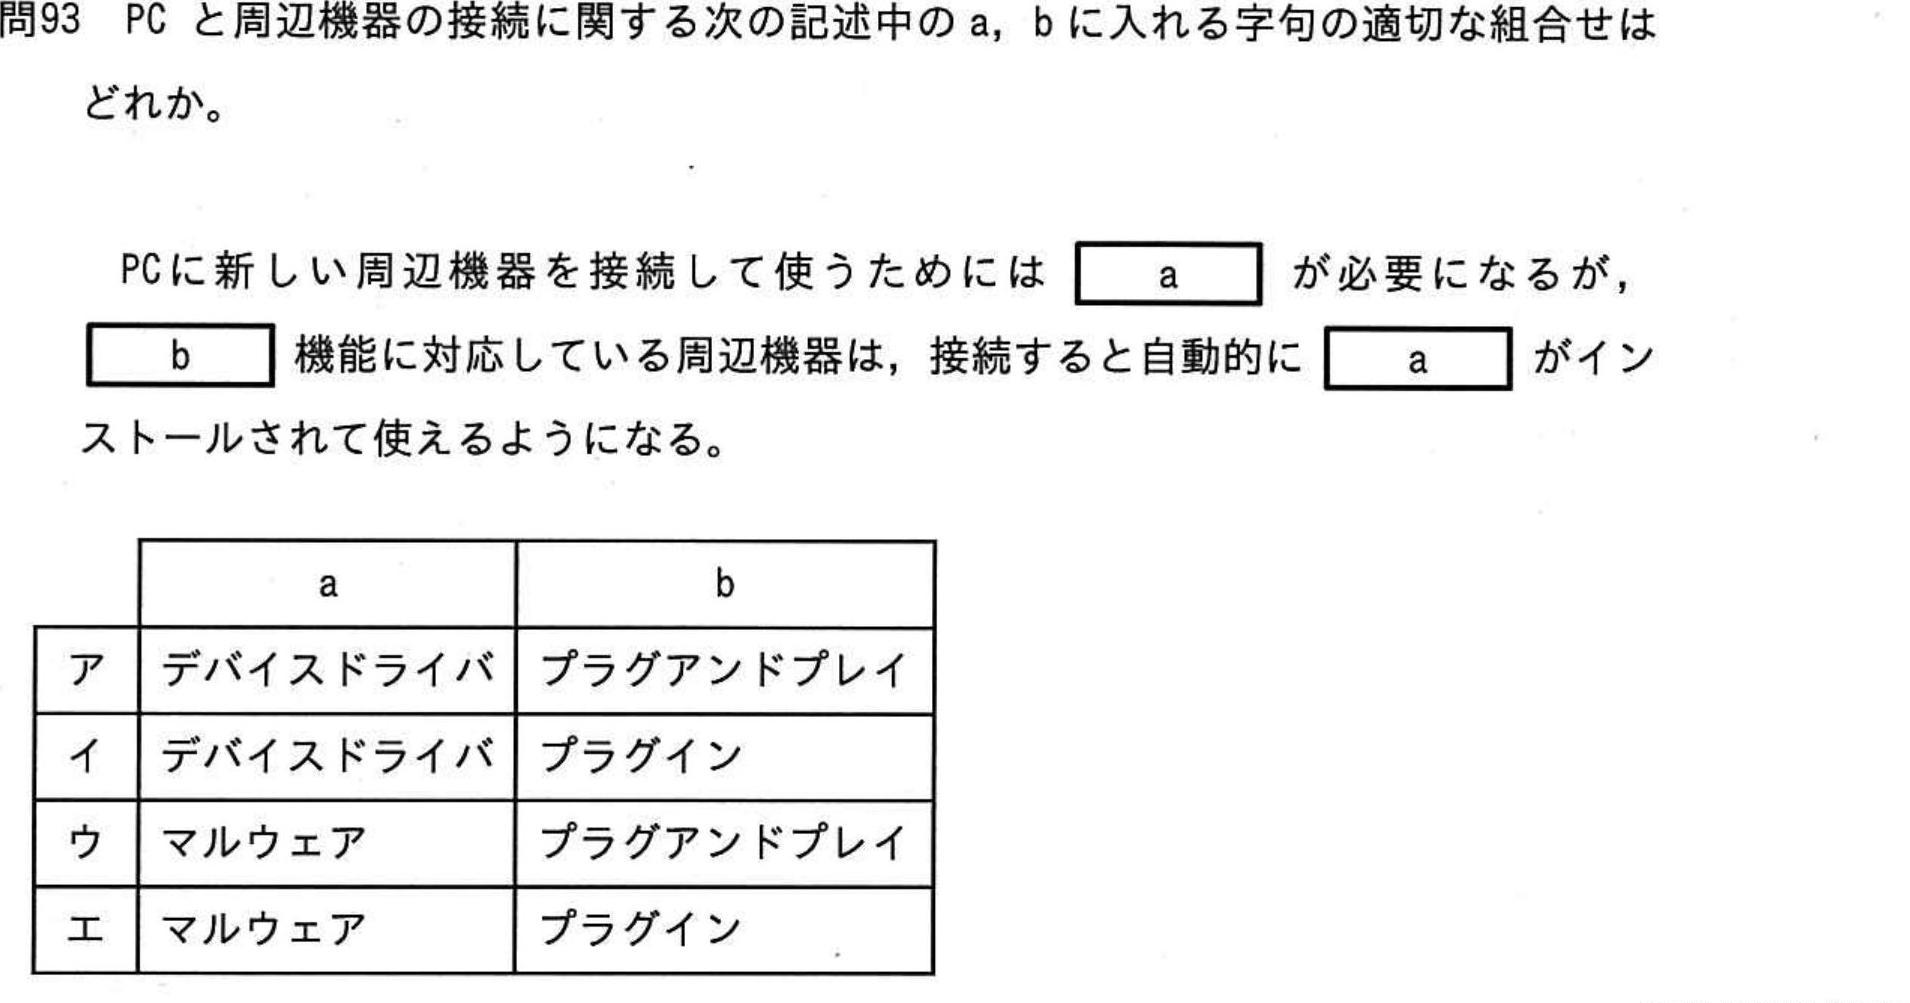 問93 PC と周辺機器の接続に関する次の記述中の a，b に入れる字句の適切な組合せは
どれか。
PCに新しい周辺機器を接続して使うためには a が必要になるが，
b 機能に対応している周辺機器は，接続すると自動的に a がイン
ストールされて使えるようになる。
a b
ア デバイスドライバ プラグアンドプレイ
イ デバイスドライバ プラグイン
ウ マルウェア プラグアンドプレイ
エ マルウェア プラグイン